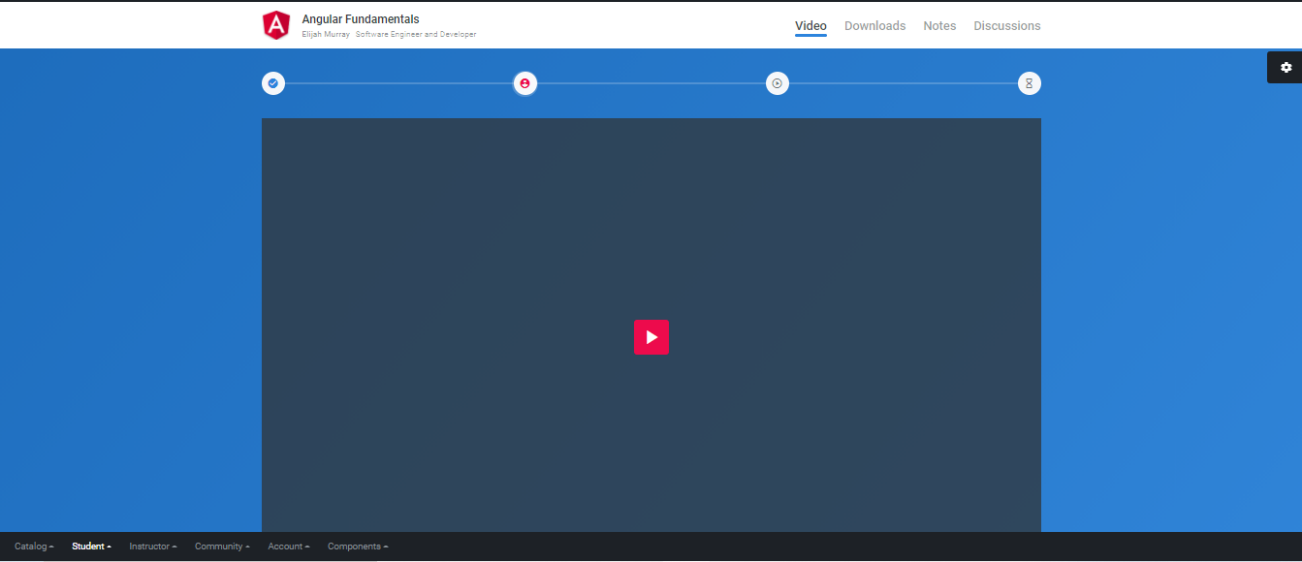 Angular Fundamentals
Elijah Murray Software Engineer and Developer
Video Downloads Notes Discussions
Catalog Student Instructor Community Account Components